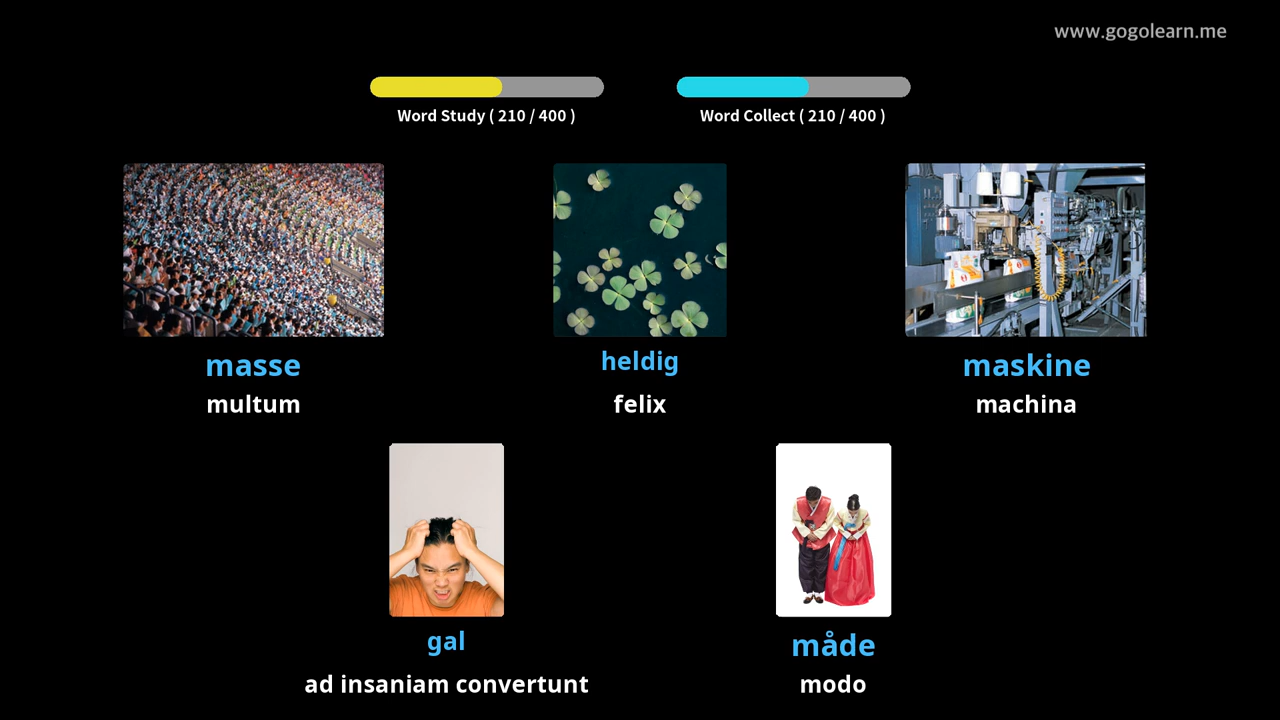 www.gogolearn.me
Word Study ( 210 / 400 )
Word Collect ( 210 / 400 )
masse
multum
heldig
felix
maskine
machina
gal
ad insaniam convertunt
måde
modo